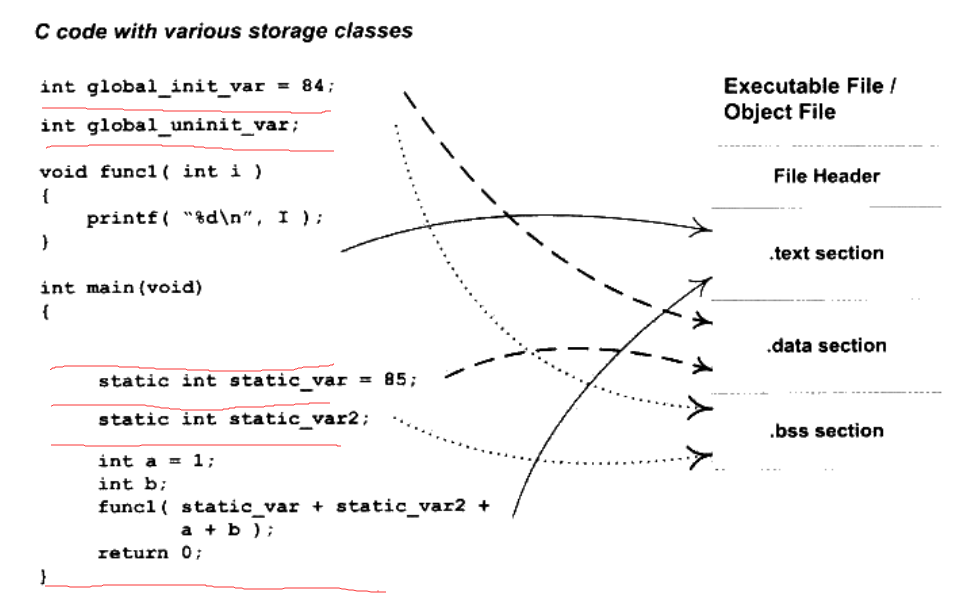 C code with various storage classes
int global_init_var = 84;
int global_uninit_var;
void func1( int i )
{
    printf( "%d\n", I );
}
int main(void)
{
    static int static_var = 85;
    static int static_var2;
    int a = 1;
    int b;
    func1( static_var + static_var2 +
           a + b );
    return 0;
}
Executable File /
Object File
File Header
.text section
.data section
.bss section